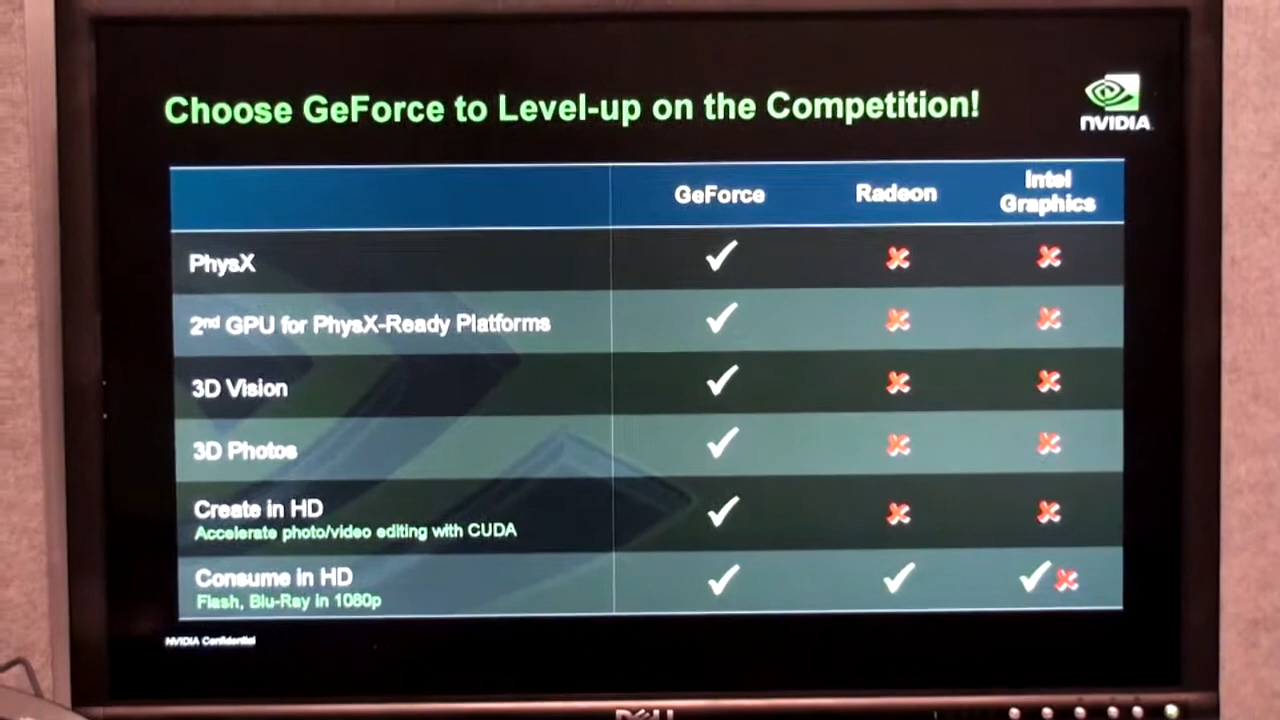 Choose GeForce to Level-up on the Competition!
NVIDIA
GeForce
Radeon
Intel
Graphics
PhysX
2nd GPU for PhysX-Ready Platforms
3D Vision
3D Photos
Create in HD
Accelerate photo/video editing with CUDA
Consume in HD
Flash, Blu-Ray in 1080p
NVIDIA Confidential
DELL